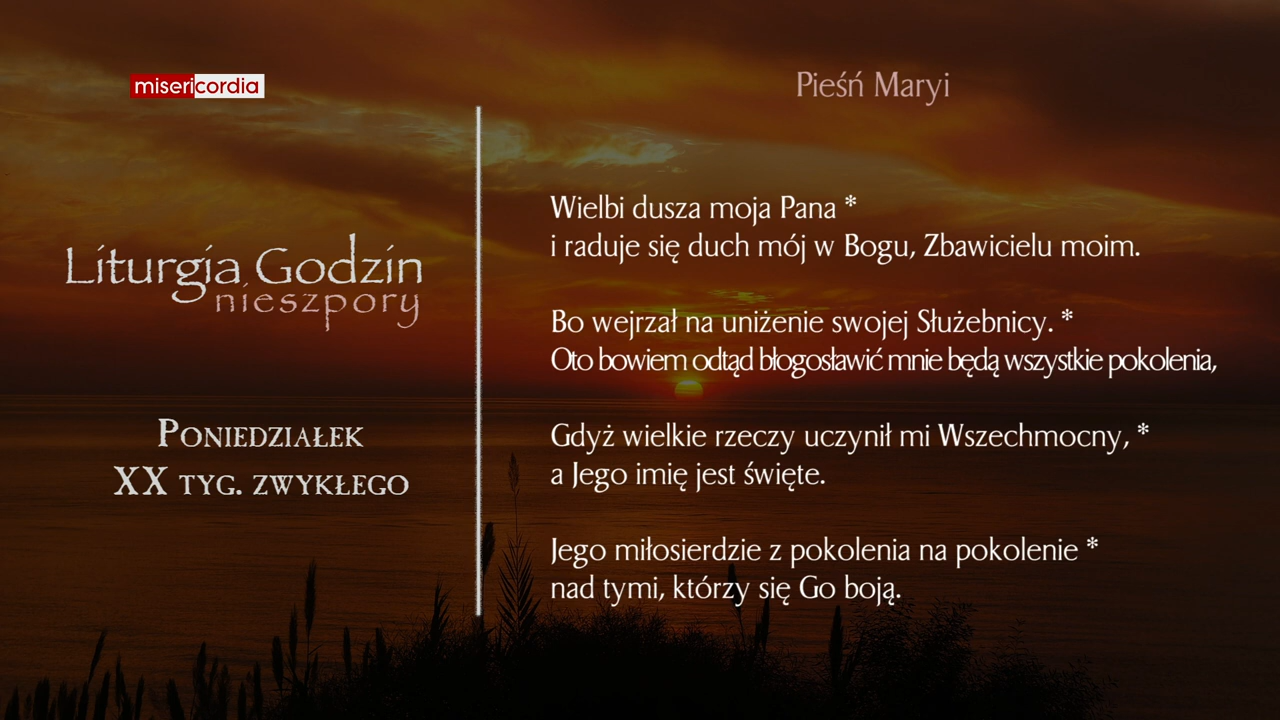 misericordia
Liturgia Godzin
nieszpory
Poniedziałek
XX tyg. zwykłego
Pieśń Maryi
Wielbi dusza moja Pana *
i raduje się duch mój w Bogu, Zbawicielu moim.
Bo wejrzał na uniżenie swojej Służebnicy. *
Oto bowiem odtąd błogosławić mnie będą wszystkie pokolenia,
Gdyż wielkie rzeczy uczynił mi Wszechmocny, *
a Jego imię jest święte.
Jego miłosierdzie z pokolenia na pokolenie *
nad tymi, którzy się Go boją.